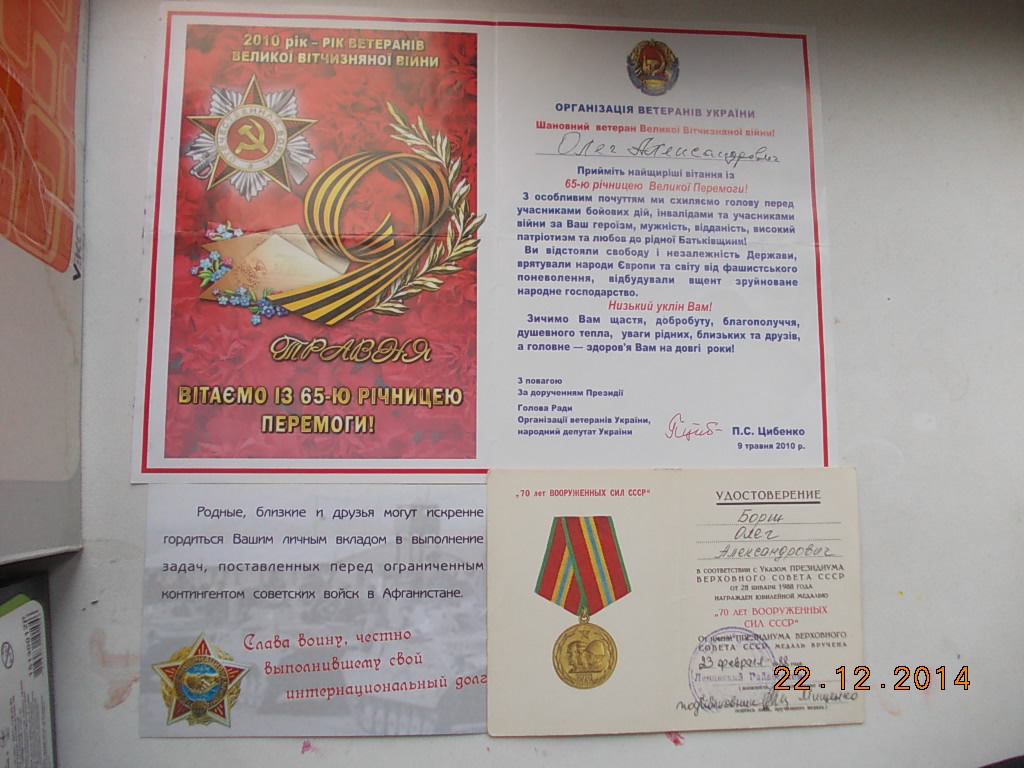 2010 рік – РІК ВЕТЕРАНІВ
ВЕЛИКОЇ ВІТЧИЗНЯНОЇ ВІЙНИ
9
ТРАВНЯ
ВІТАЄМО ІЗ 65-Ю РІЧНИЦЕЮ
ПЕРЕМОГИ!
ОРГАНІЗАЦІЯ ВЕТЕРАНІВ УКРАЇНИ
Шановний ветеран Великої Вітчизняної війни!
Олег Александрович
Прийміть найщиріші вітання із
65-ю річницею Великої Перемоги!
З особливим почуттям ми схиляємо голову перед
учасниками бойових дій, інвалідами та учасниками
війни за Ваш героїзм, мужність, відданість, високий
патріотизм та любов до рідної Батьківщини!
Ви відстояли свободу і незалежність Держави,
врятували народи Європи та світу від фашистського
поневолення, відбудували вщент зруйноване
народне господарство.
Низький уклін Вам!
Зичимо Вам щастя, добробуту, благополуччя,
душевного тепла, уваги рідних, близьких та друзів,
а головне — здоров'я Вам на довгі роки!
З повагою
За дорученням Президії
Голова Ради
Організації ветеранів України,
народний депутат України
П.С. Цибенко
9 травня 2010 р.
Родные, близкие и друзья могут искренне
гордиться Вашим личным вкладом в выполнение
задач, поставленных перед ограниченным
контингентом советских войск в Афганистане.
Слава воину, честно
выполнившему свой
интернациональный долг
„70 лет ВООРУЖЕННЫХ СИЛ СССР“
УДОСТОВЕРЕНИЕ
Борщ
Олег
Александрович
В СООТВЕТСТВИИ С УКАЗОМ ПРЕЗИДИУМА
ВЕРХОВНОГО СОВЕТА СССР
ОТ 28 ЯНВАРЯ 1988 ГОДА
НАГРАЖДЕН ЮБИЛЕЙНОЙ МЕДАЛЬЮ
„70 ЛЕТ ВООРУЖЕННЫХ
СИЛ СССР“
ОТ ИМЕНИ ПРЕЗИДИУМА ВЕРХОВНОГО
СОВЕТА СССР МЕДАЛЬ ВРУЧЕНА
23 февраля 1988 года
Ленинский
подполковник Мищенко
22.12.2014